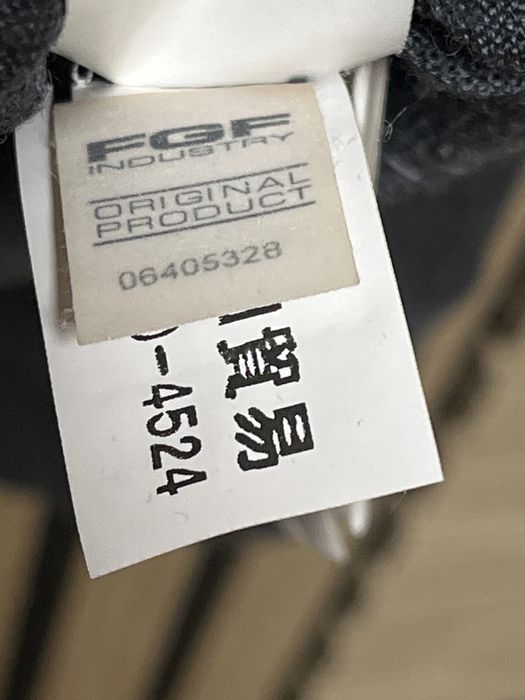 FGF
INDUSTRY
ORIGINAL
PRODUCT
06405328
貿易
-4524